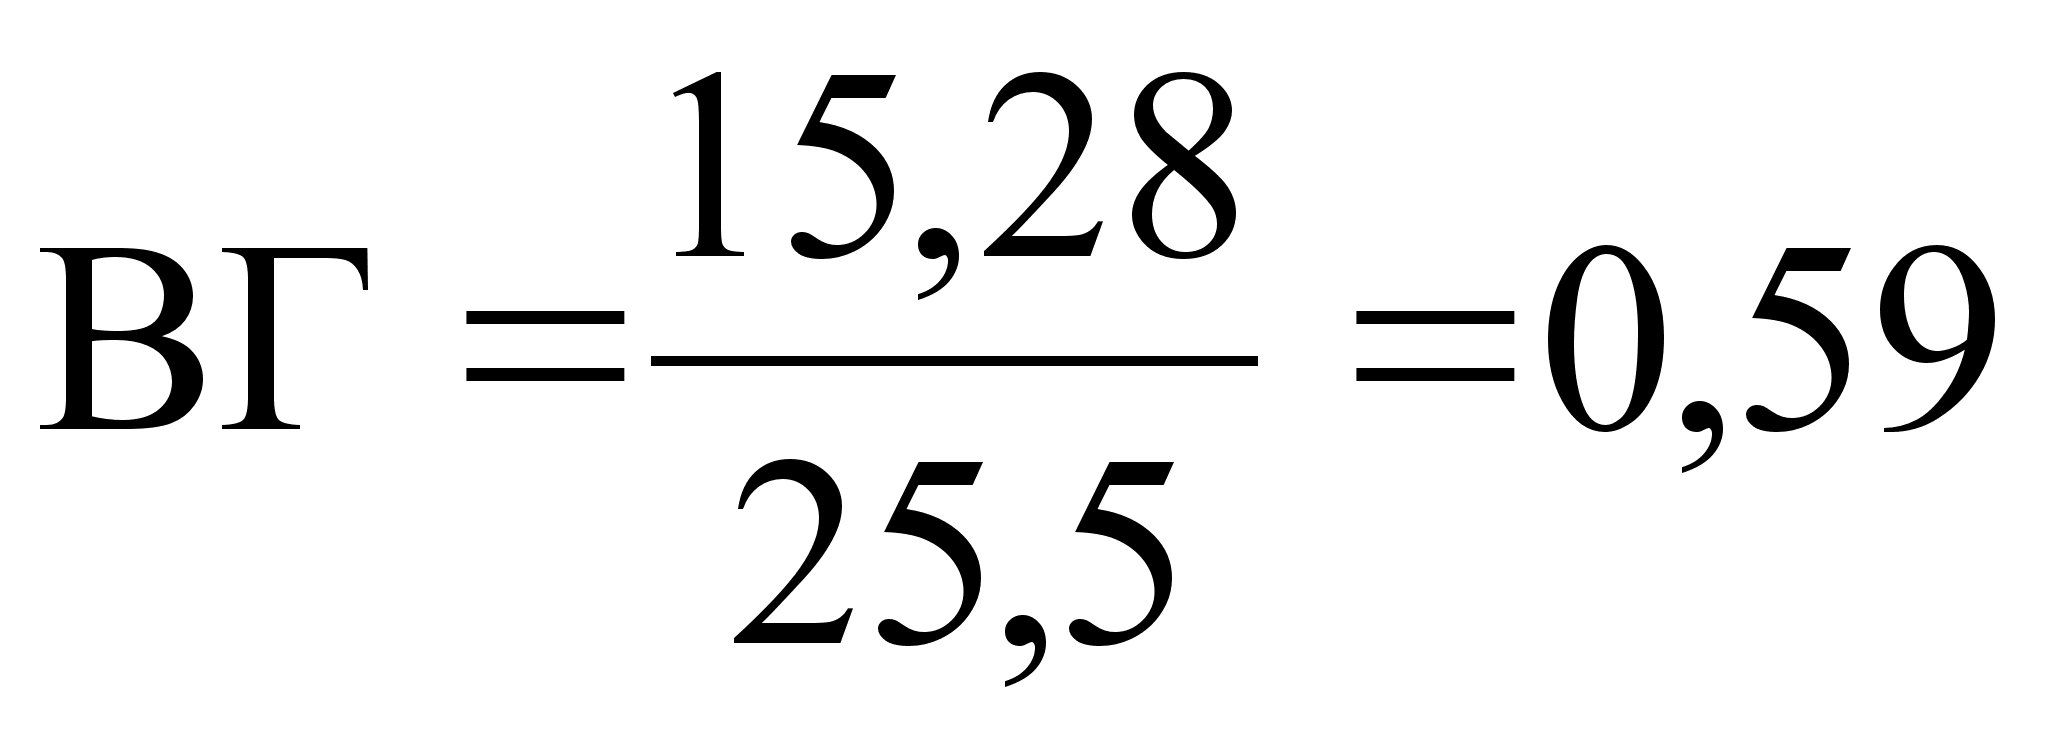 ВГ = 15,28 / 25,5 = 0,59